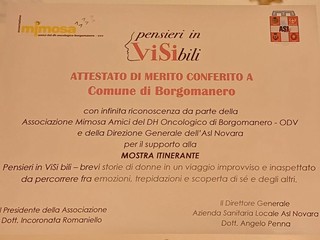 mimosa
pensieri in
ViSibili
ASL
ATTESTATO DI MERITO CONFERITO A
Comune di Borgomanero
con infinita riconoscenza da parte della
Associazione Mimosa Amici del DH Oncologico di Borgomanero - ODV
e della Direzione Generale dell'Asl Novara
per il supporto alla
MOSTRA ITINERANTE
Pensieri in ViSi bili – brevi storie di donne in un viaggio improvviso e inaspettato
da percorrere fra emozioni, trepidazioni e scoperta di sé e degli altri.
il Presidente della Associazione
Dott. Incoronata Romaniello
Il Direttore Generale
Azienda Sanitaria Locale Asl Novara
Dott. Angelo Penna